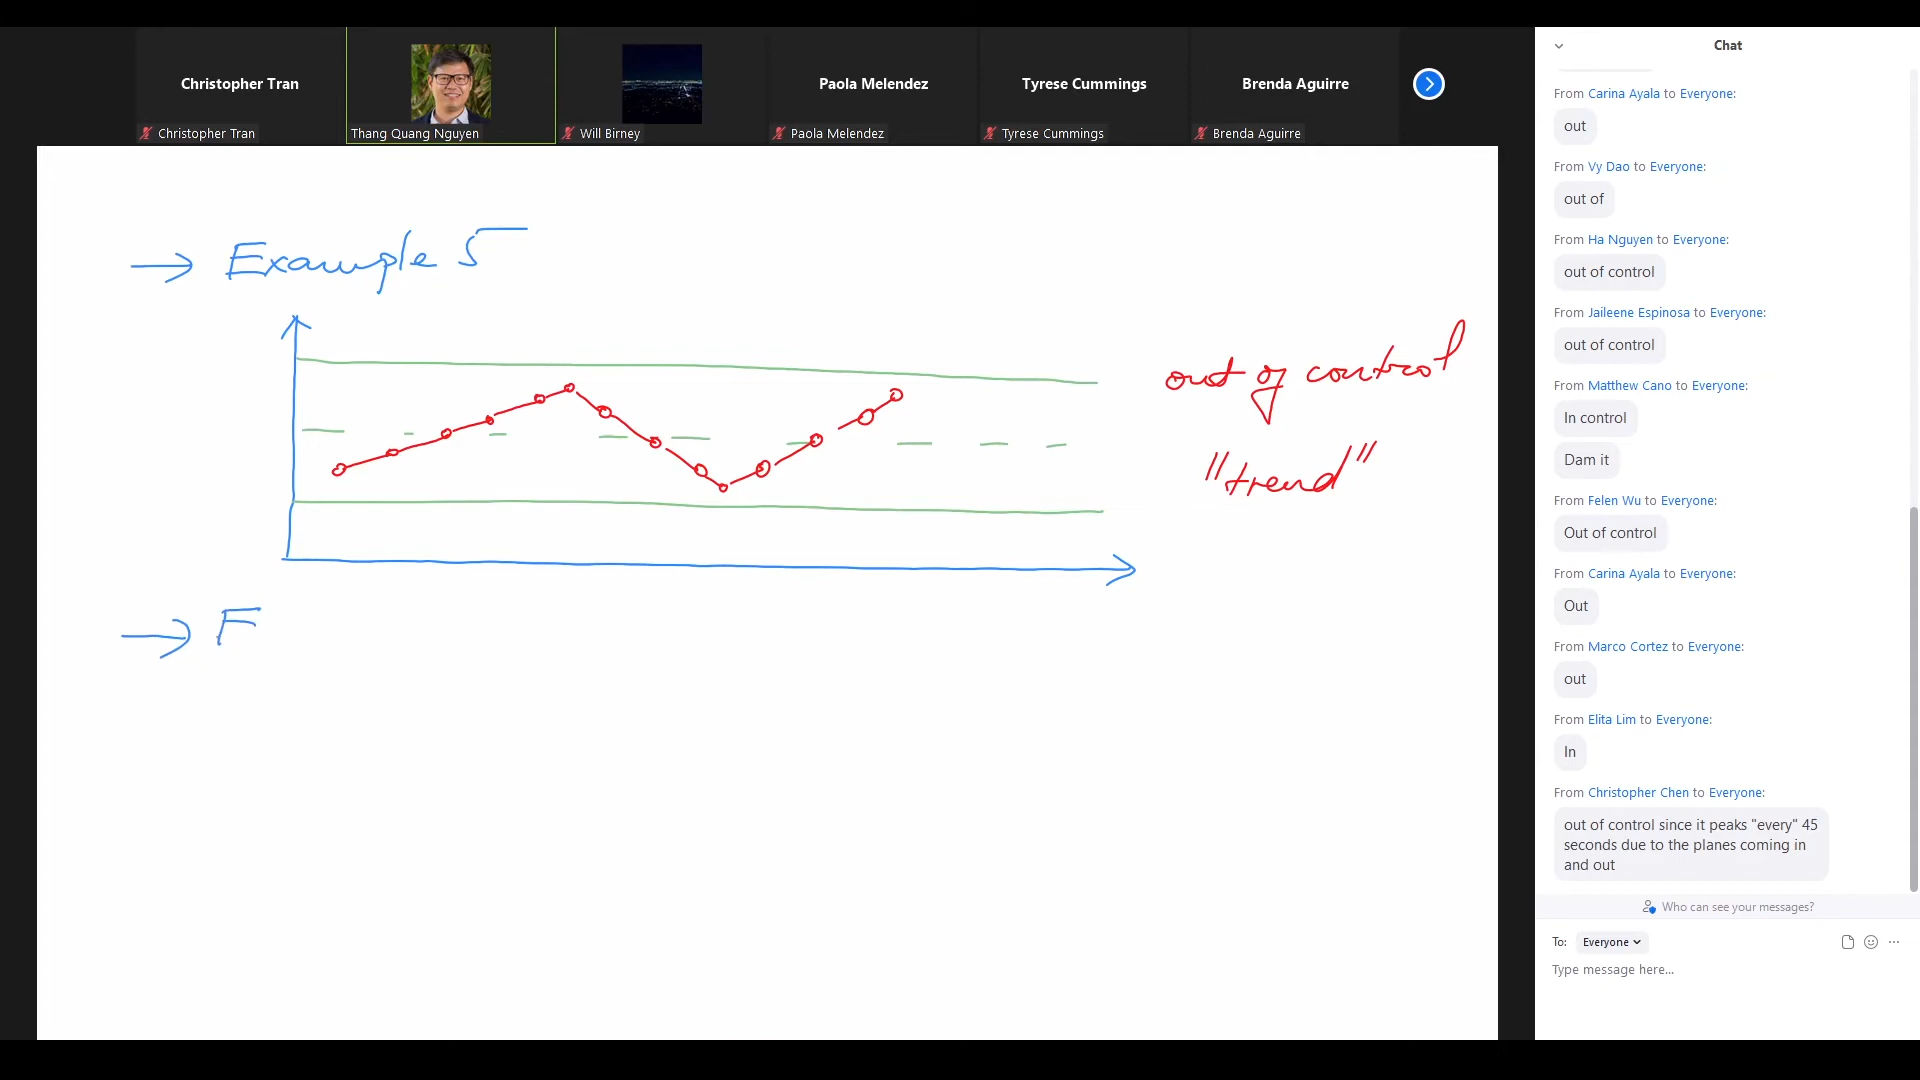 Christopher Tran
Christopher Tran
Thang Quang Nguyen
Will Birney
Paola Melendez
Paola Melendez
Tyrese Cummings
Tyrese Cummings
Brenda Aguirre
Brenda Aguirre
→ Example 5
out of control
"trend"
→ F
Chat
From Carina Ayala to Everyone:
out
From Vy Dao to Everyone:
out of
From Ha Nguyen to Everyone:
out of control
From Jaileene Espinosa to Everyone:
out of control
From Matthew Cano to Everyone:
In control
Dam it
From Felen Wu to Everyone:
Out of control
From Carina Ayala to Everyone:
Out
From Marco Cortez to Everyone:
out
From Elita Lim to Everyone:
In
From Christopher Chen to Everyone:
out of control since it peaks "every" 45
seconds due to the planes coming in
and out
Who can see your messages?
To: Everyone
Type message here...